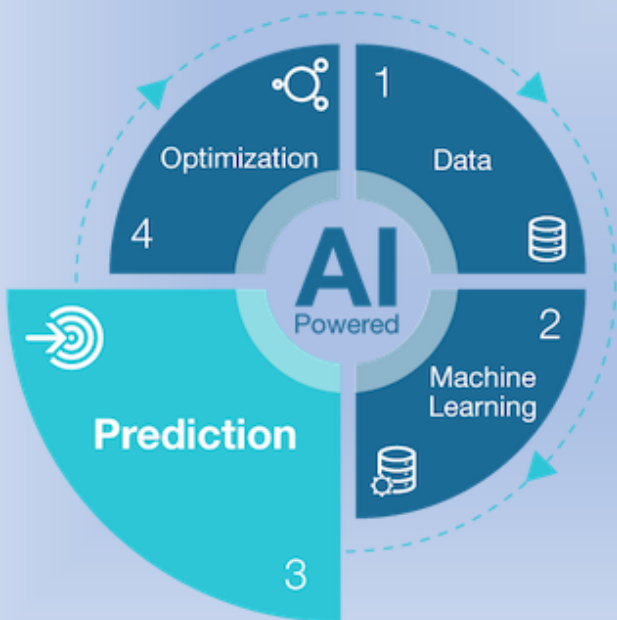 1
Data
2
Machine
Learning
3
Prediction
4
Optimization
AI
Powered